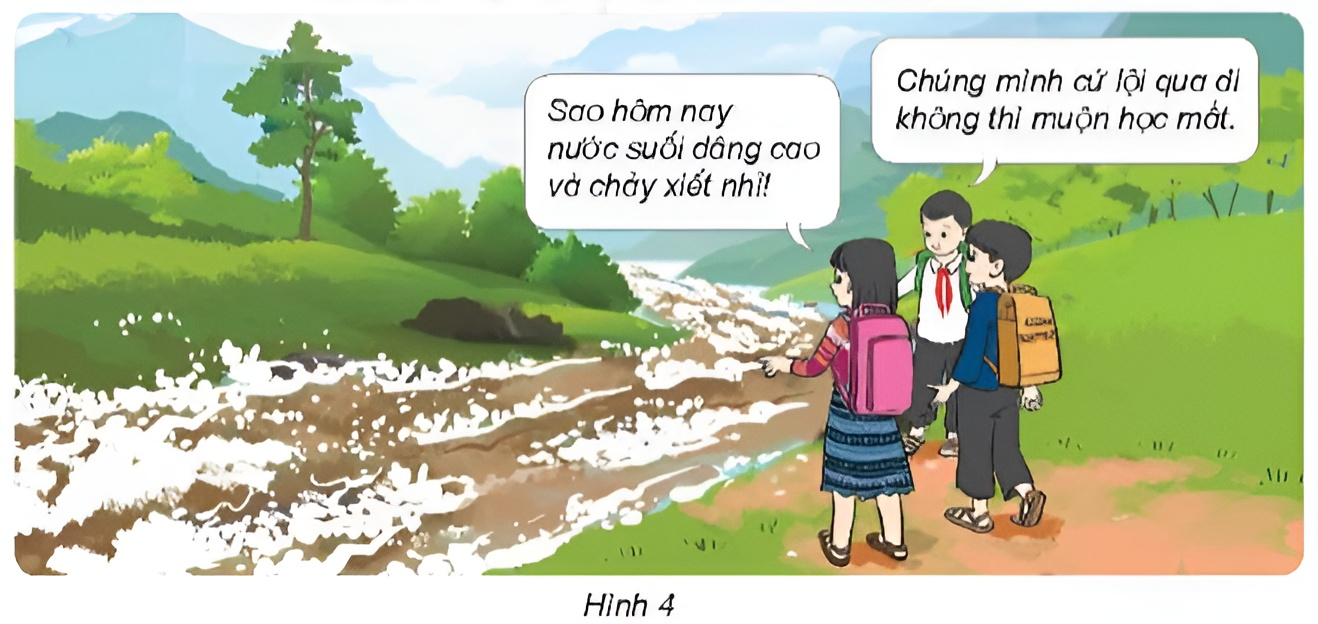 Sao hôm nay
nước suối dâng cao
và chảy xiết nhỉ!
Chúng mình cứ lội qua đi
không thì muộn học mất.
Hình 4